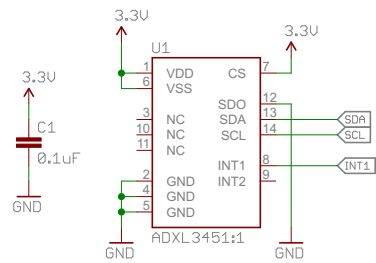 3.3V
3.3V
U1
1 VDD CS 7
6 VSS
3.3V
SDO 12
3 NC SDA 13 SDA
C1
10 NC SCL 14 SCL
11 NC
0.1uF
INT1 8 INT1
2 GND INT2 9
4 GND
GND
5 GND
ADXL3451:1
GND
GND